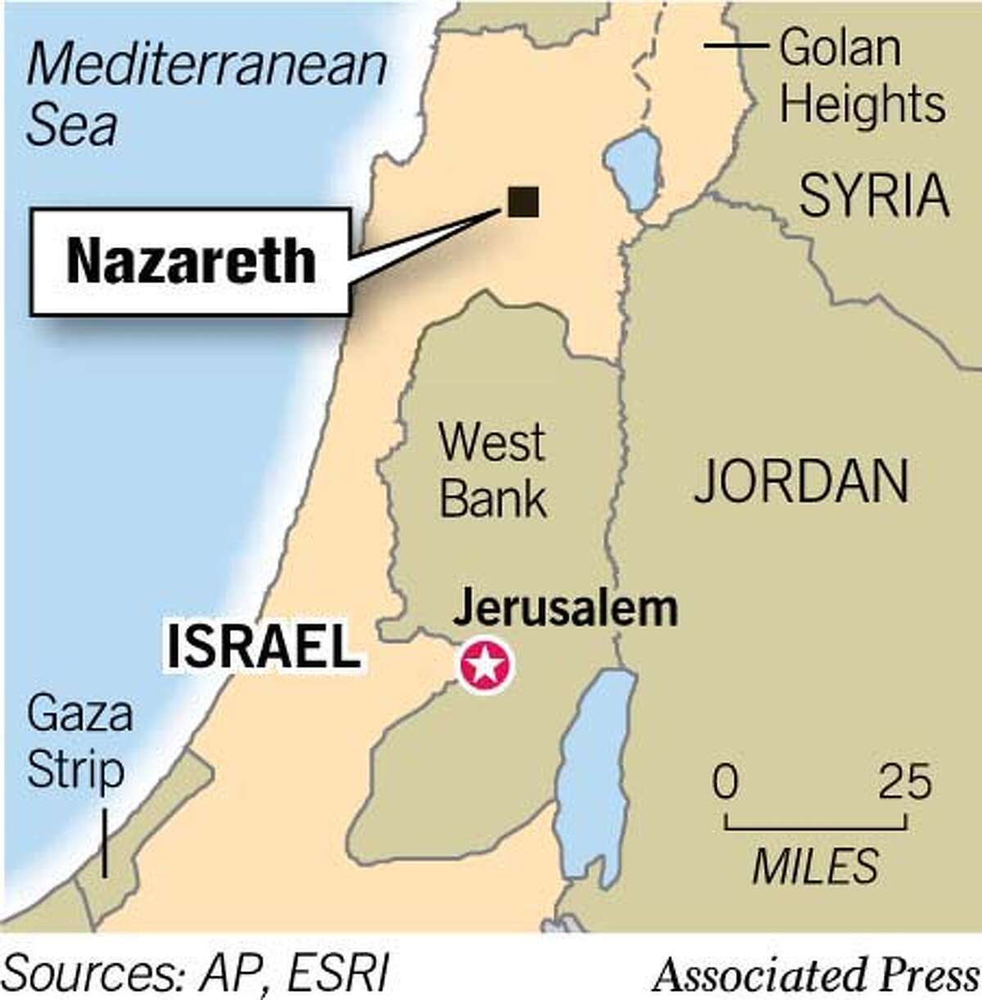 Mediterranean
Sea
Golan
Heights
SYRIA
Nazareth
West
Bank
JORDAN
Jerusalem
ISRAEL
Gaza
Strip
0 25
MILES
Sources: AP, ESRI
Associated Press